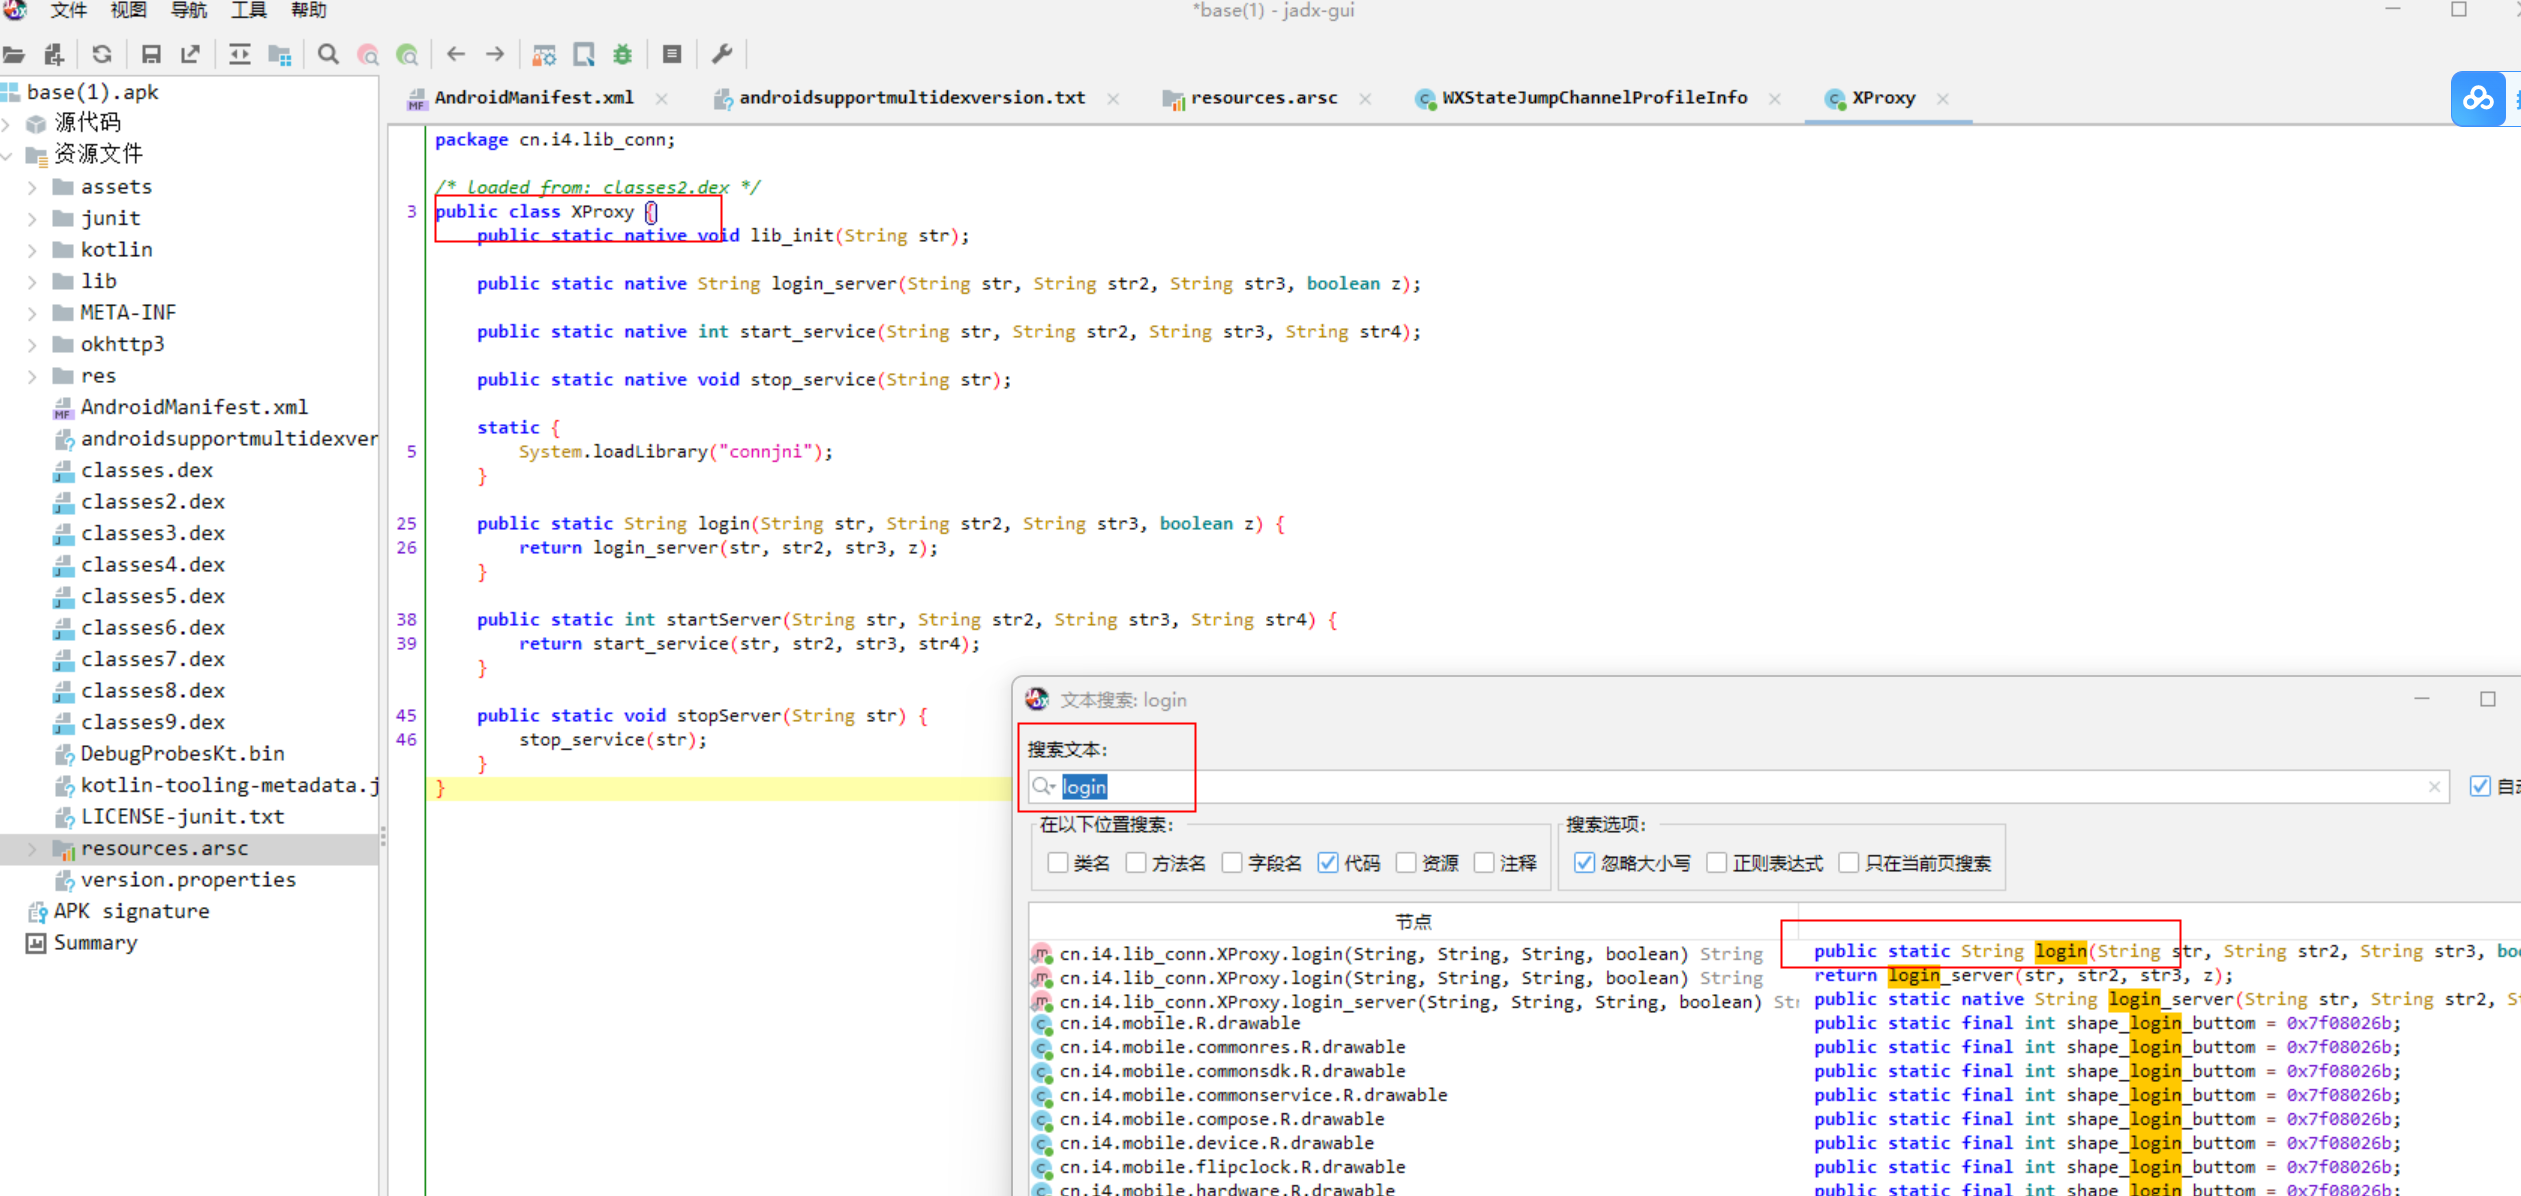 文件 视图 导航 工具 帮助
*base(1) - jadx-gui
base(1).apk
源代码
资源文件
assets
junit
kotlin
lib
META-INF
okhttp3
res
AndroidManifest.xml
androidsupportmultidexver
classes.dex
classes2.dex
classes3.dex
classes4.dex
classes5.dex
classes6.dex
classes7.dex
classes8.dex
classes9.dex
DebugProbesKt.bin
kotlin-tooling-metadata.j
LICENSE-junit.txt
resources.arsc
version.properties
APK signature
Summary
AndroidManifest.xml androidsupportmultidexversion.txt resources.arsc WXStateJumpChannelProfileInfo XProxy
package cn.i4.lib_conn;
/* loaded from: classes2.dex */
3 public class XProxy {
public static native void lib_init(String str);
public static native String login_server(String str, String str2, String str3, boolean z);
public static native int start_service(String str, String str2, String str3, String str4);
public static native void stop_service(String str);
static {
5 System.loadLibrary("connjni");
}
25 public static String login(String str, String str2, String str3, boolean z) {
26 return login_server(str, str2, str3, z);
}
38 public static int startServer(String str, String str2, String str3, String str4) {
39 return start_service(str, str2, str3, str4);
}
45 public static void stopServer(String str) {
46 stop_service(str);
}
}
文本搜索: login
搜索文本:
login
自
在以下位置搜索: 搜索选项:
类名 方法名 字段名 代码 资源 注释 忽略大小写 正则表达式 只在当前页搜索
节点
cn.i4.lib_conn.XProxy.login(String, String, String, boolean) String public static String login(String str, String str2, String str3, boo
cn.i4.lib_conn.XProxy.login(String, String, String, boolean) String return login_server(str, str2, str3, z);
cn.i4.lib_conn.XProxy.login_server(String, String, String, boolean) Str public static native String login_server(String str, String str2, St
cn.i4.mobile.R.drawable public static final int shape_login_buttom = 0x7f08026b;
cn.i4.mobile.commonres.R.drawable public static final int shape_login_buttom = 0x7f08026b;
cn.i4.mobile.commonsdk.R.drawable public static final int shape_login_buttom = 0x7f08026b;
cn.i4.mobile.commonservice.R.drawable public static final int shape_login_buttom = 0x7f08026b;
cn.i4.mobile.compose.R.drawable public static final int shape_login_buttom = 0x7f08026b;
cn.i4.mobile.device.R.drawable public static final int shape_login_buttom = 0x7f08026b;
cn.i4.mobile.flipclock.R.drawable public static final int shape_login_buttom = 0x7f08026b;
cn.i4.mobile.hardware.R.drawable public static final int shape_login_buttom = 0x7f08026b;